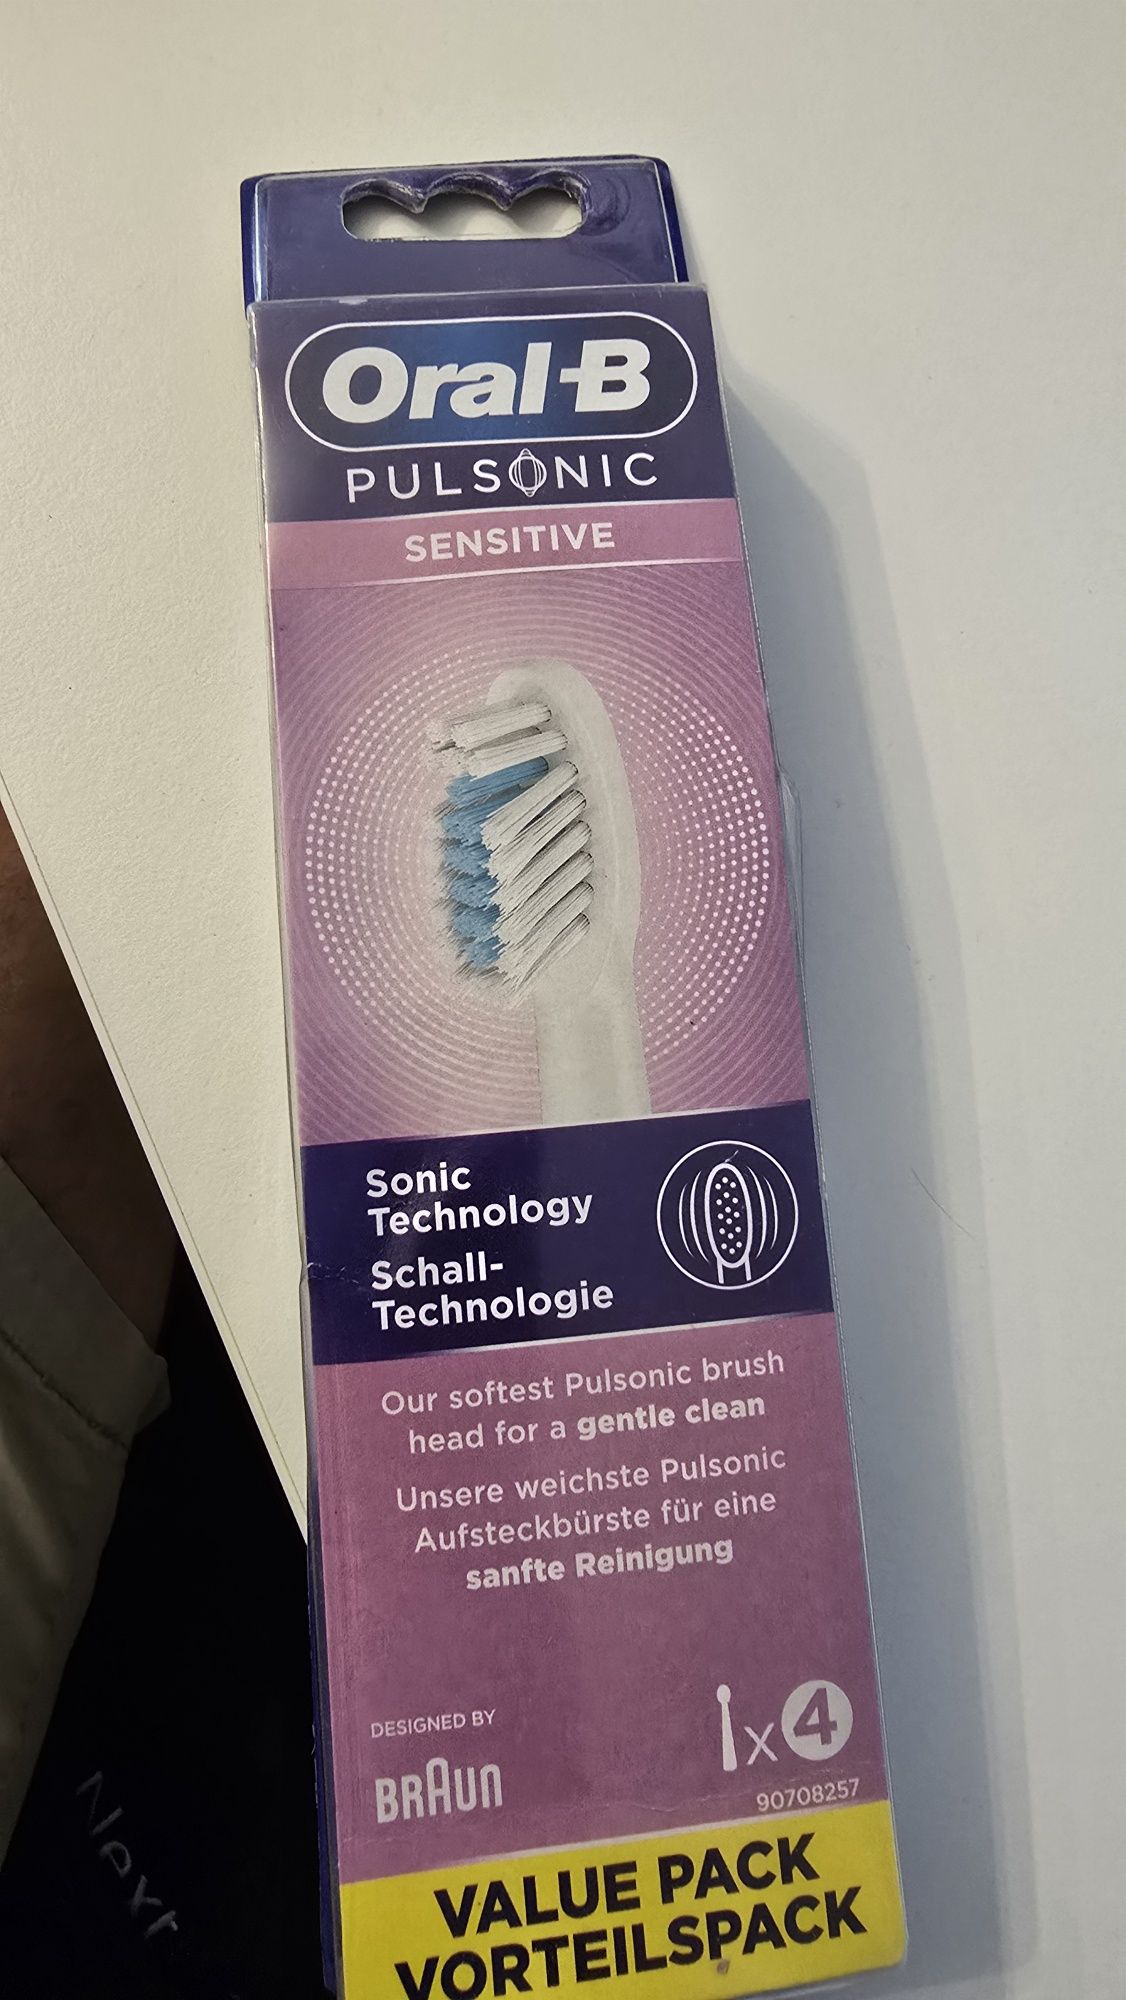 Oral-B
PULSONIC
SENSITIVE
Sonic
Technology
Schall-
Technologie
Our softest Pulsonic brush
head for a gentle clean
Unsere weichste Pulsonic
Aufsteckbürste für eine
sanfte Reinigung
DESIGNED BY
BRAUN
x4
90708257
VALUE PACK
VORTEILSPACK
Next